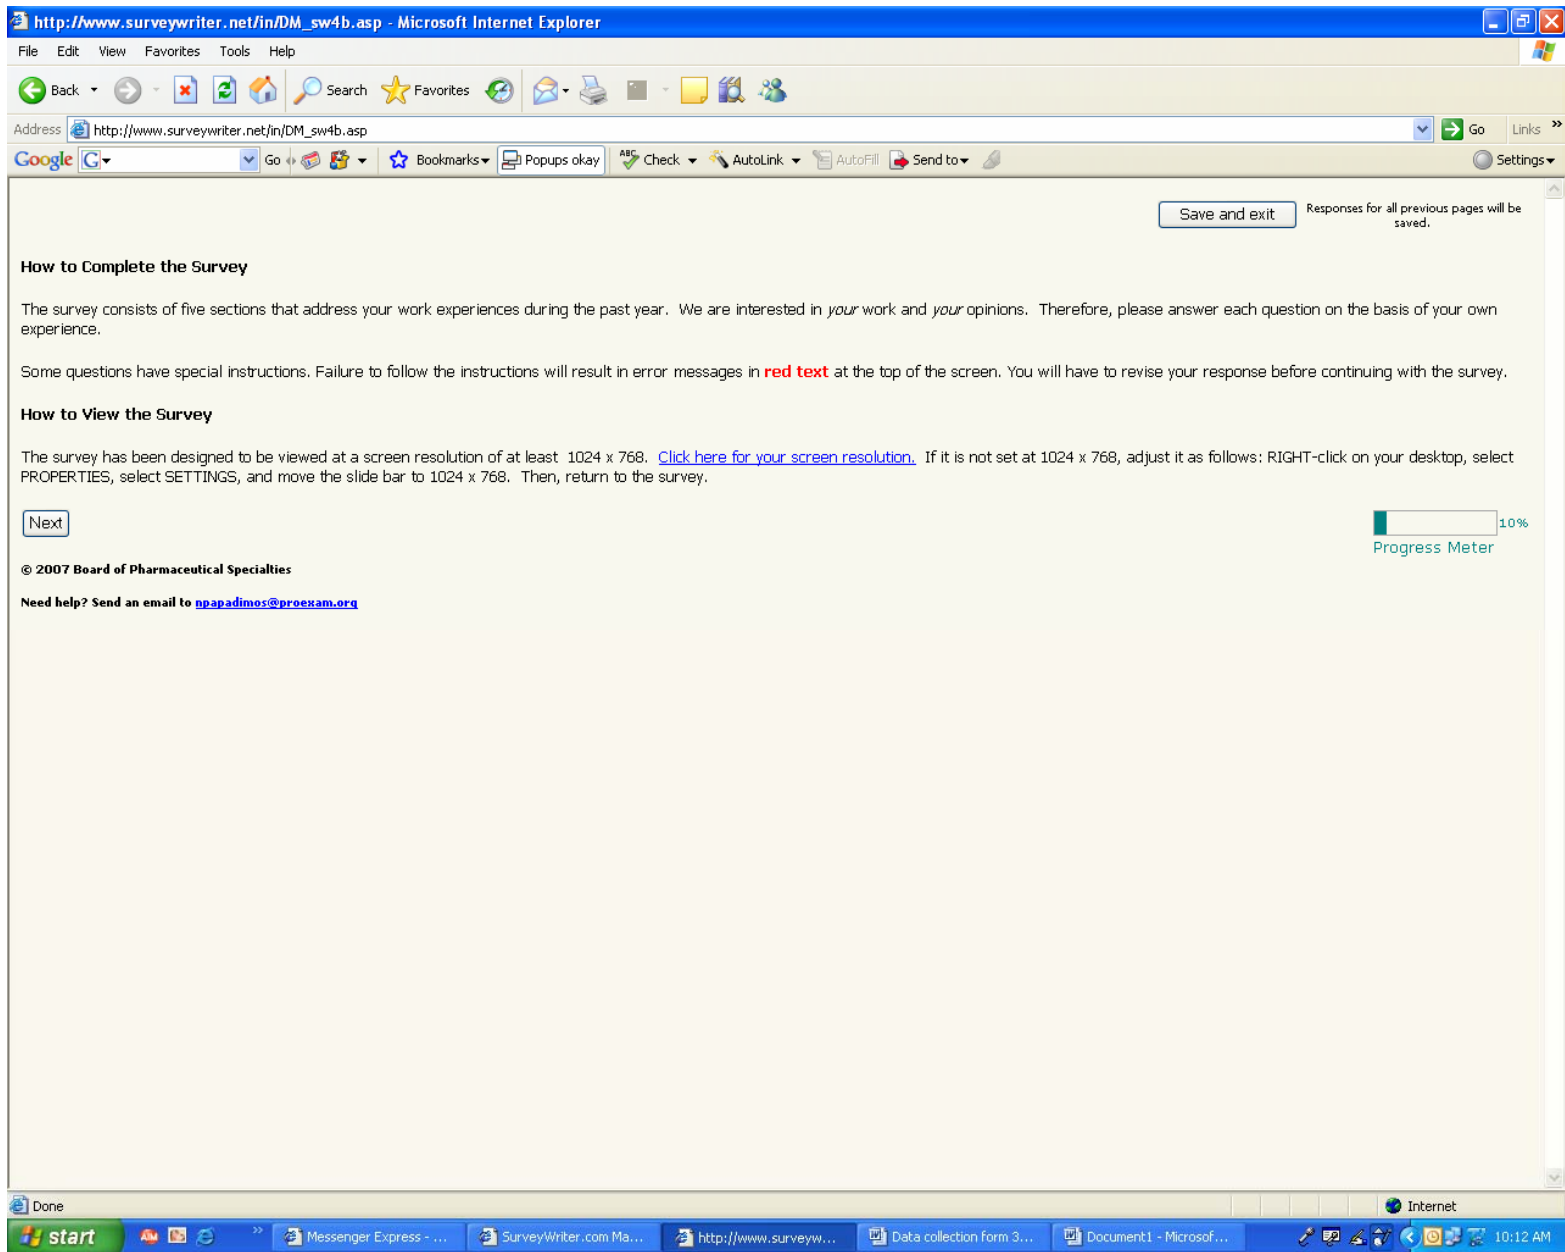 http://www.surveywriter.net/in/DM_sw4b.asp - Microsoft Internet Explorer
File Edit View Favorites Tools Help
Back Search Favorites
Address http://www.surveywriter.net/in/DM_sw4b.asp Go Links »
Google G Go Bookmarks Popups okay ABC Check AutoLink AutoFill Send to Settings
Save and exit Responses for all previous pages will be
saved.
How to Complete the Survey
The survey consists of five sections that address your work experiences during the past year. We are interested in your work and your opinions. Therefore, please answer each question on the basis of your own
experience.
Some questions have special instructions. Failure to follow the instructions will result in error messages in red text at the top of the screen. You will have to revise your response before continuing with the survey.
How to View the Survey
The survey has been designed to be viewed at a screen resolution of at least 1024 x 768. Click here for your screen resolution. If it is not set at 1024 x 768, adjust it as follows: RIGHT-click on your desktop, select
PROPERTIES, select SETTINGS, and move the slide bar to 1024 x 768. Then, return to the survey.
Next 10%
Progress Meter
© 2007 Board of Pharmaceutical Specialties
Need help? Send an email to npapadimos@proexam.org
Done Internet
start » Messenger Express - ... SurveyWriter.com Ma... http://www.surveyw... Data collection form 3... Document1 - Microsof... 10:12 AM